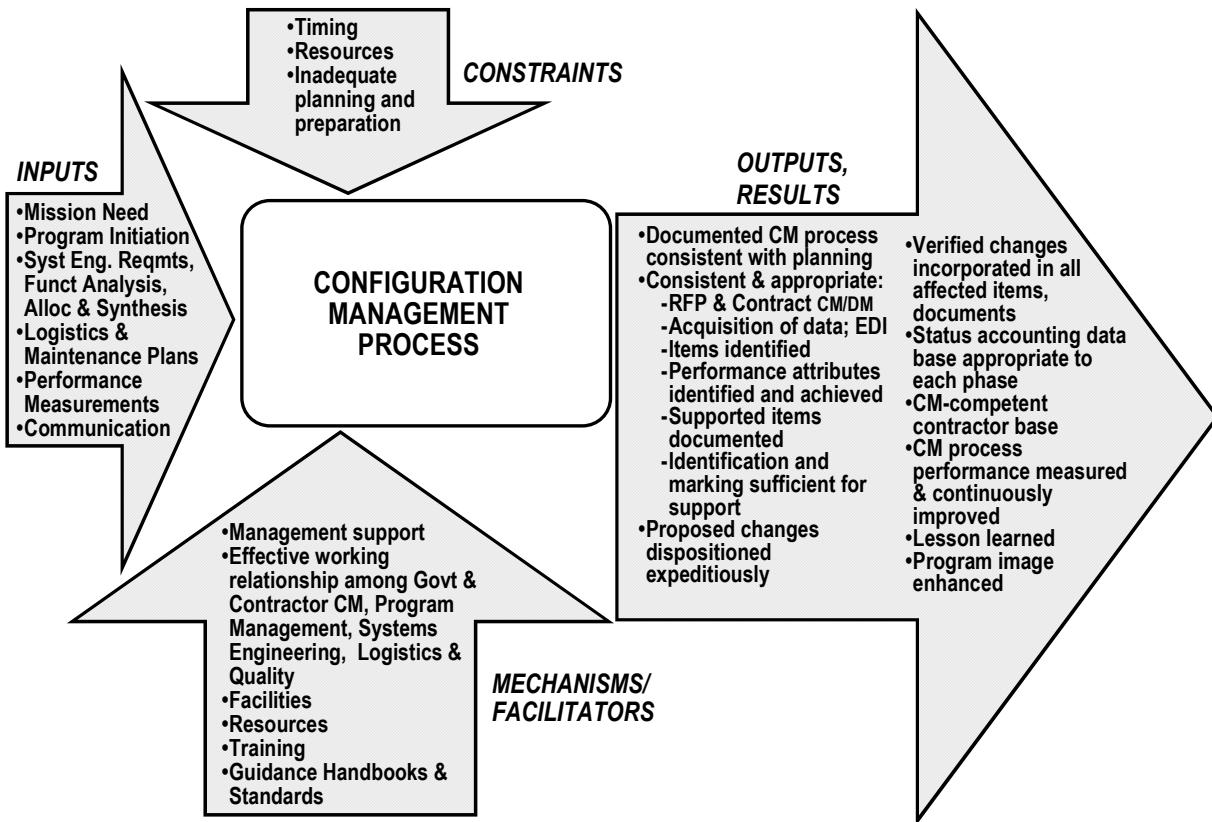 •Timing
•Resources
•Inadequate
planning and
preparation
CONSTRAINTS
INPUTS
•Mission Need
•Program Initiation
•Syst Eng. Reqmts,
Funct Analysis,
Alloc & Synthesis
•Logistics &
Maintenance Plans
•Performance
Measurements
•Communication
CONFIGURATION
MANAGEMENT
PROCESS
OUTPUTS,
RESULTS
•Documented CM process
consistent with planning
•Consistent & appropriate:
-RFP & Contract CM/DM
-Acquisition of data; EDI
-Items identified
-Performance attributes
identified and achieved
-Supported items
documented
-Identification and
marking sufficient for
support
•Proposed changes
dispositioned
expeditiously
•Verified changes
incorporated in all
affected items,
documents
•Status accounting data
base appropriate to
each phase
•CM-competent
contractor base
•CM process
performance measured
& continuously
improved
•Lesson learned
•Program image
enhanced
•Management support
•Effective working
relationship among Govt &
Contractor CM, Program
Management, Systems
Engineering, Logistics &
Quality
•Facilities
•Resources
•Training
•Guidance Handbooks &
Standards
MECHANISMS/
FACILITATORS